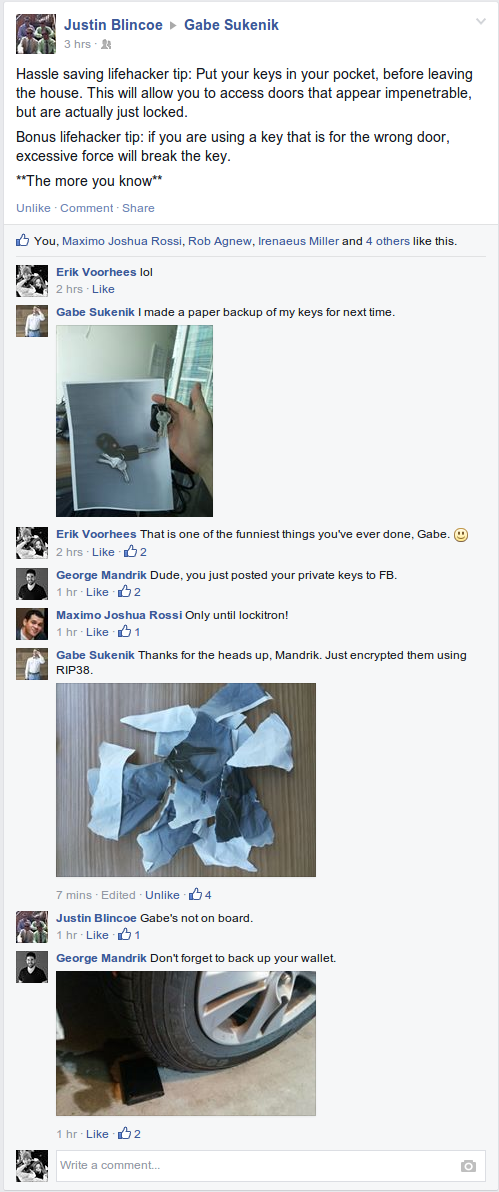 Justin Blincoe ▸ Gabe Sukenik
3 hrs ·
Hassle saving lifehacker tip: Put your keys in your pocket, before leaving
the house. This will allow you to access doors that appear impenetrable,
but are actually just locked.
Bonus lifehacker tip: if you are using a key that is for the wrong door,
excessive force will break the key.
**The more you know**
Unlike · Comment · Share
You, Maximo Joshua Rossi, Rob Agnew, Irenaeus Miller and 4 others like this.
Erik Voorhees lol
2 hrs · Like
Gabe Sukenik I made a paper backup of my keys for next time.
Erik Voorhees That is one of the funniest things you've ever done, Gabe.
2 hrs · Like · 2
George Mandrik Dude, you just posted your private keys to FB.
1 hr · Like · 2
Maximo Joshua Rossi Only until lockitron!
1 hr · Like · 1
Gabe Sukenik Thanks for the heads up, Mandrik. Just encrypted them using
RIP38.
7 mins · Edited · Unlike · 4
Justin Blincoe Gabe's not on board.
1 hr · Like · 1
George Mandrik Don't forget to back up your wallet.
1 hr · Like · 2
Write a comment...